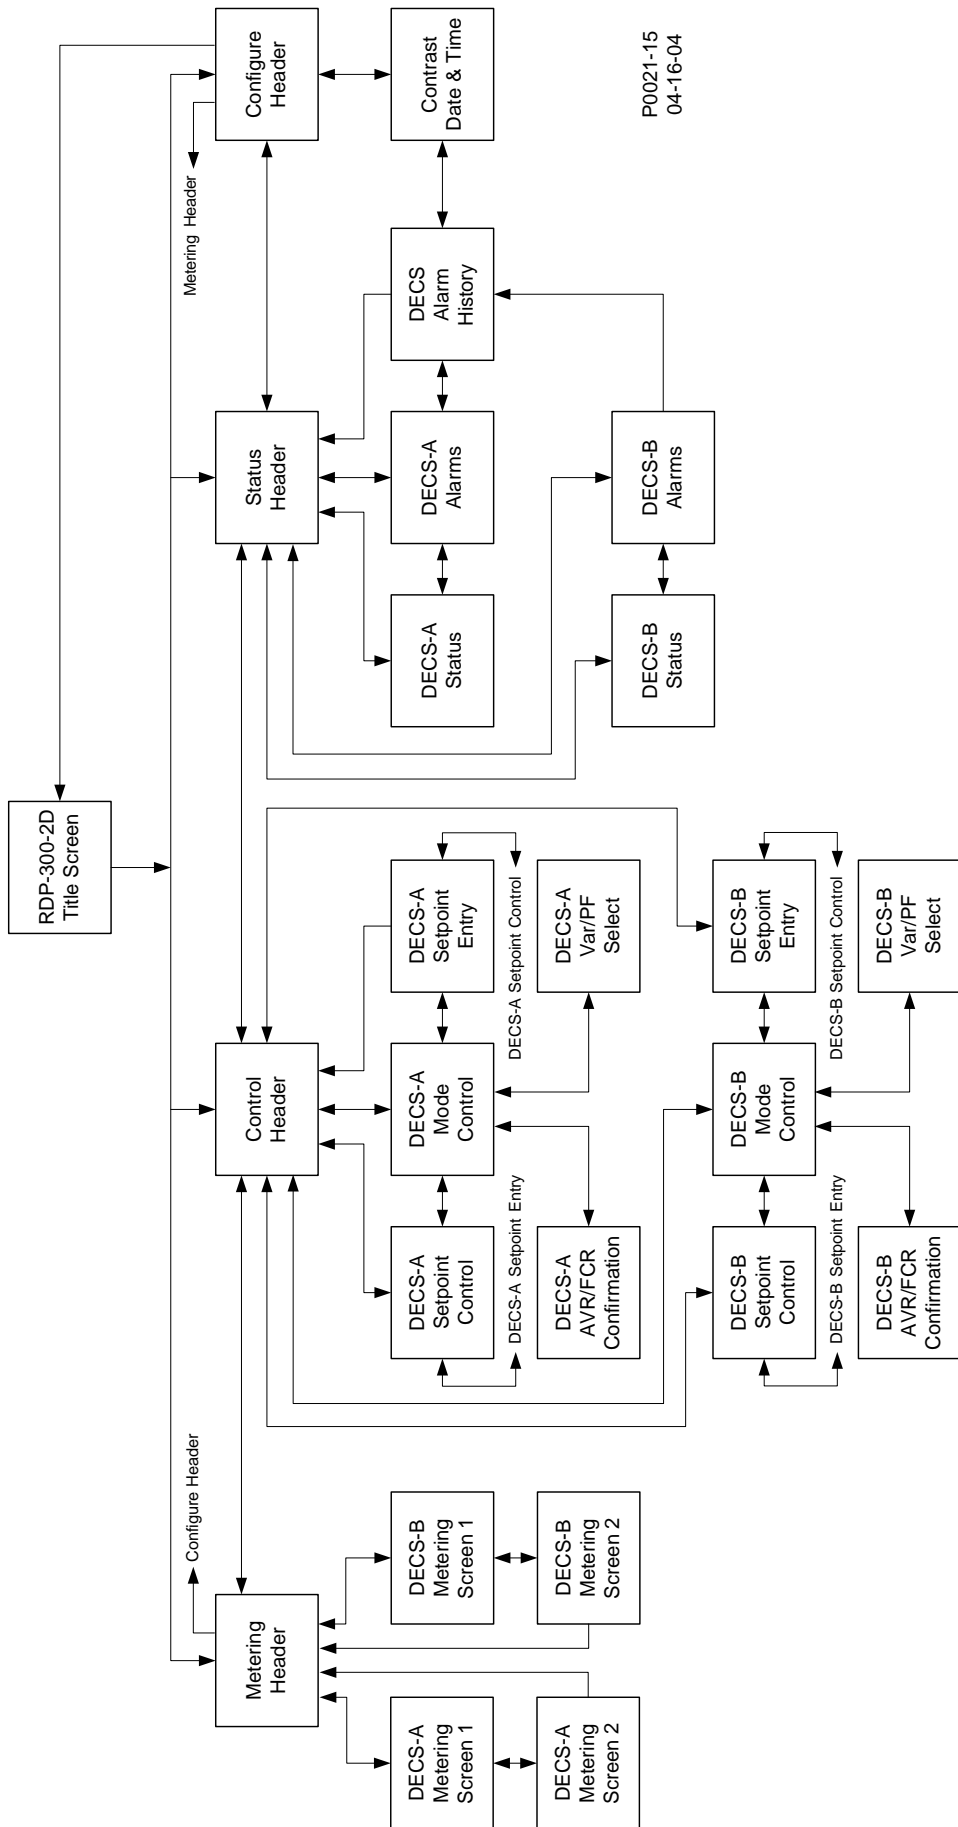 RDP-300-2D
Title Screen
Metering
Header
Configure Header
Control
Header
Status
Header
Metering Header
Configure
Header
DECS-A
Metering
Screen 1
DECS-B
Metering
Screen 1
DECS-A
Setpoint
Control
DECS-A
Mode
Control
DECS-A
Setpoint
Entry
DECS-A
Status
DECS-A
Alarms
DECS
Alarm
History
Contrast
Date & Time
DECS-A Setpoint Entry
DECS-A Setpoint Control
DECS-A
Metering
Screen 2
DECS-B
Metering
Screen 2
DECS-A
AVR/FCR
Confirmation
DECS-A
Var/PF
Select
DECS-B
Status
DECS-B
Alarms
DECS-B
Setpoint
Control
DECS-B
Mode
Control
DECS-B
Setpoint
Entry
DECS-B Setpoint Entry
DECS-B Setpoint Control
DECS-B
AVR/FCR
Confirmation
DECS-B
Var/PF
Select
P0021-15
04-16-04